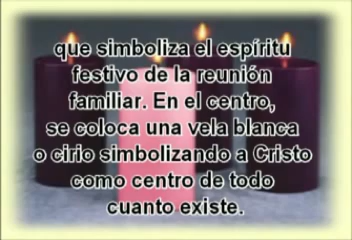 que simboliza el espíritu
festivo de la reunión
familiar. En el centro,
se coloca una vela blanca
o cirio simbolizando a Cristo
como centro de todo
cuanto existe.